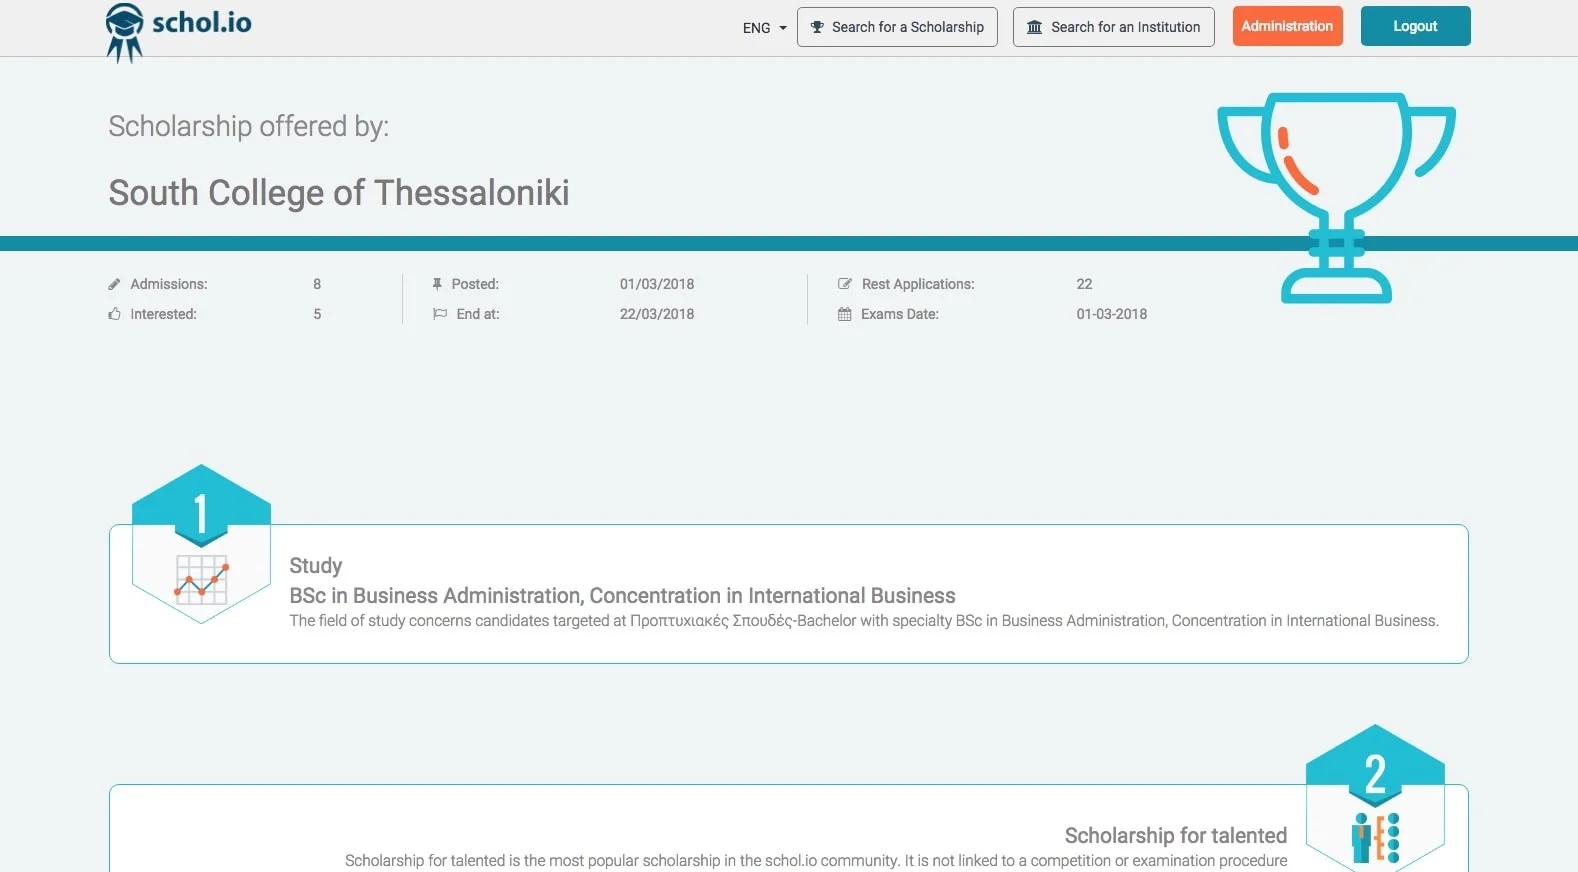 schol.io
ENG
Search for a Scholarship
Search for an Institution
Administration
Logout
Scholarship offered by:
South College of Thessaloniki
Admissions: 8
Interested: 5
Posted: 01/03/2018
End at: 22/03/2018
Rest Applications: 22
Exams Date: 01-03-2018
1
Study
BSc in Business Administration, Concentration in International Business
The field of study concerns candidates targeted at Προπτυχιακές Σπουδές-Bachelor with specialty BSc in Business Administration, Concentration in International Business.
2
Scholarship for talented
Scholarship for talented is the most popular scholarship in the schol.io community. It is not linked to a competition or examination procedure